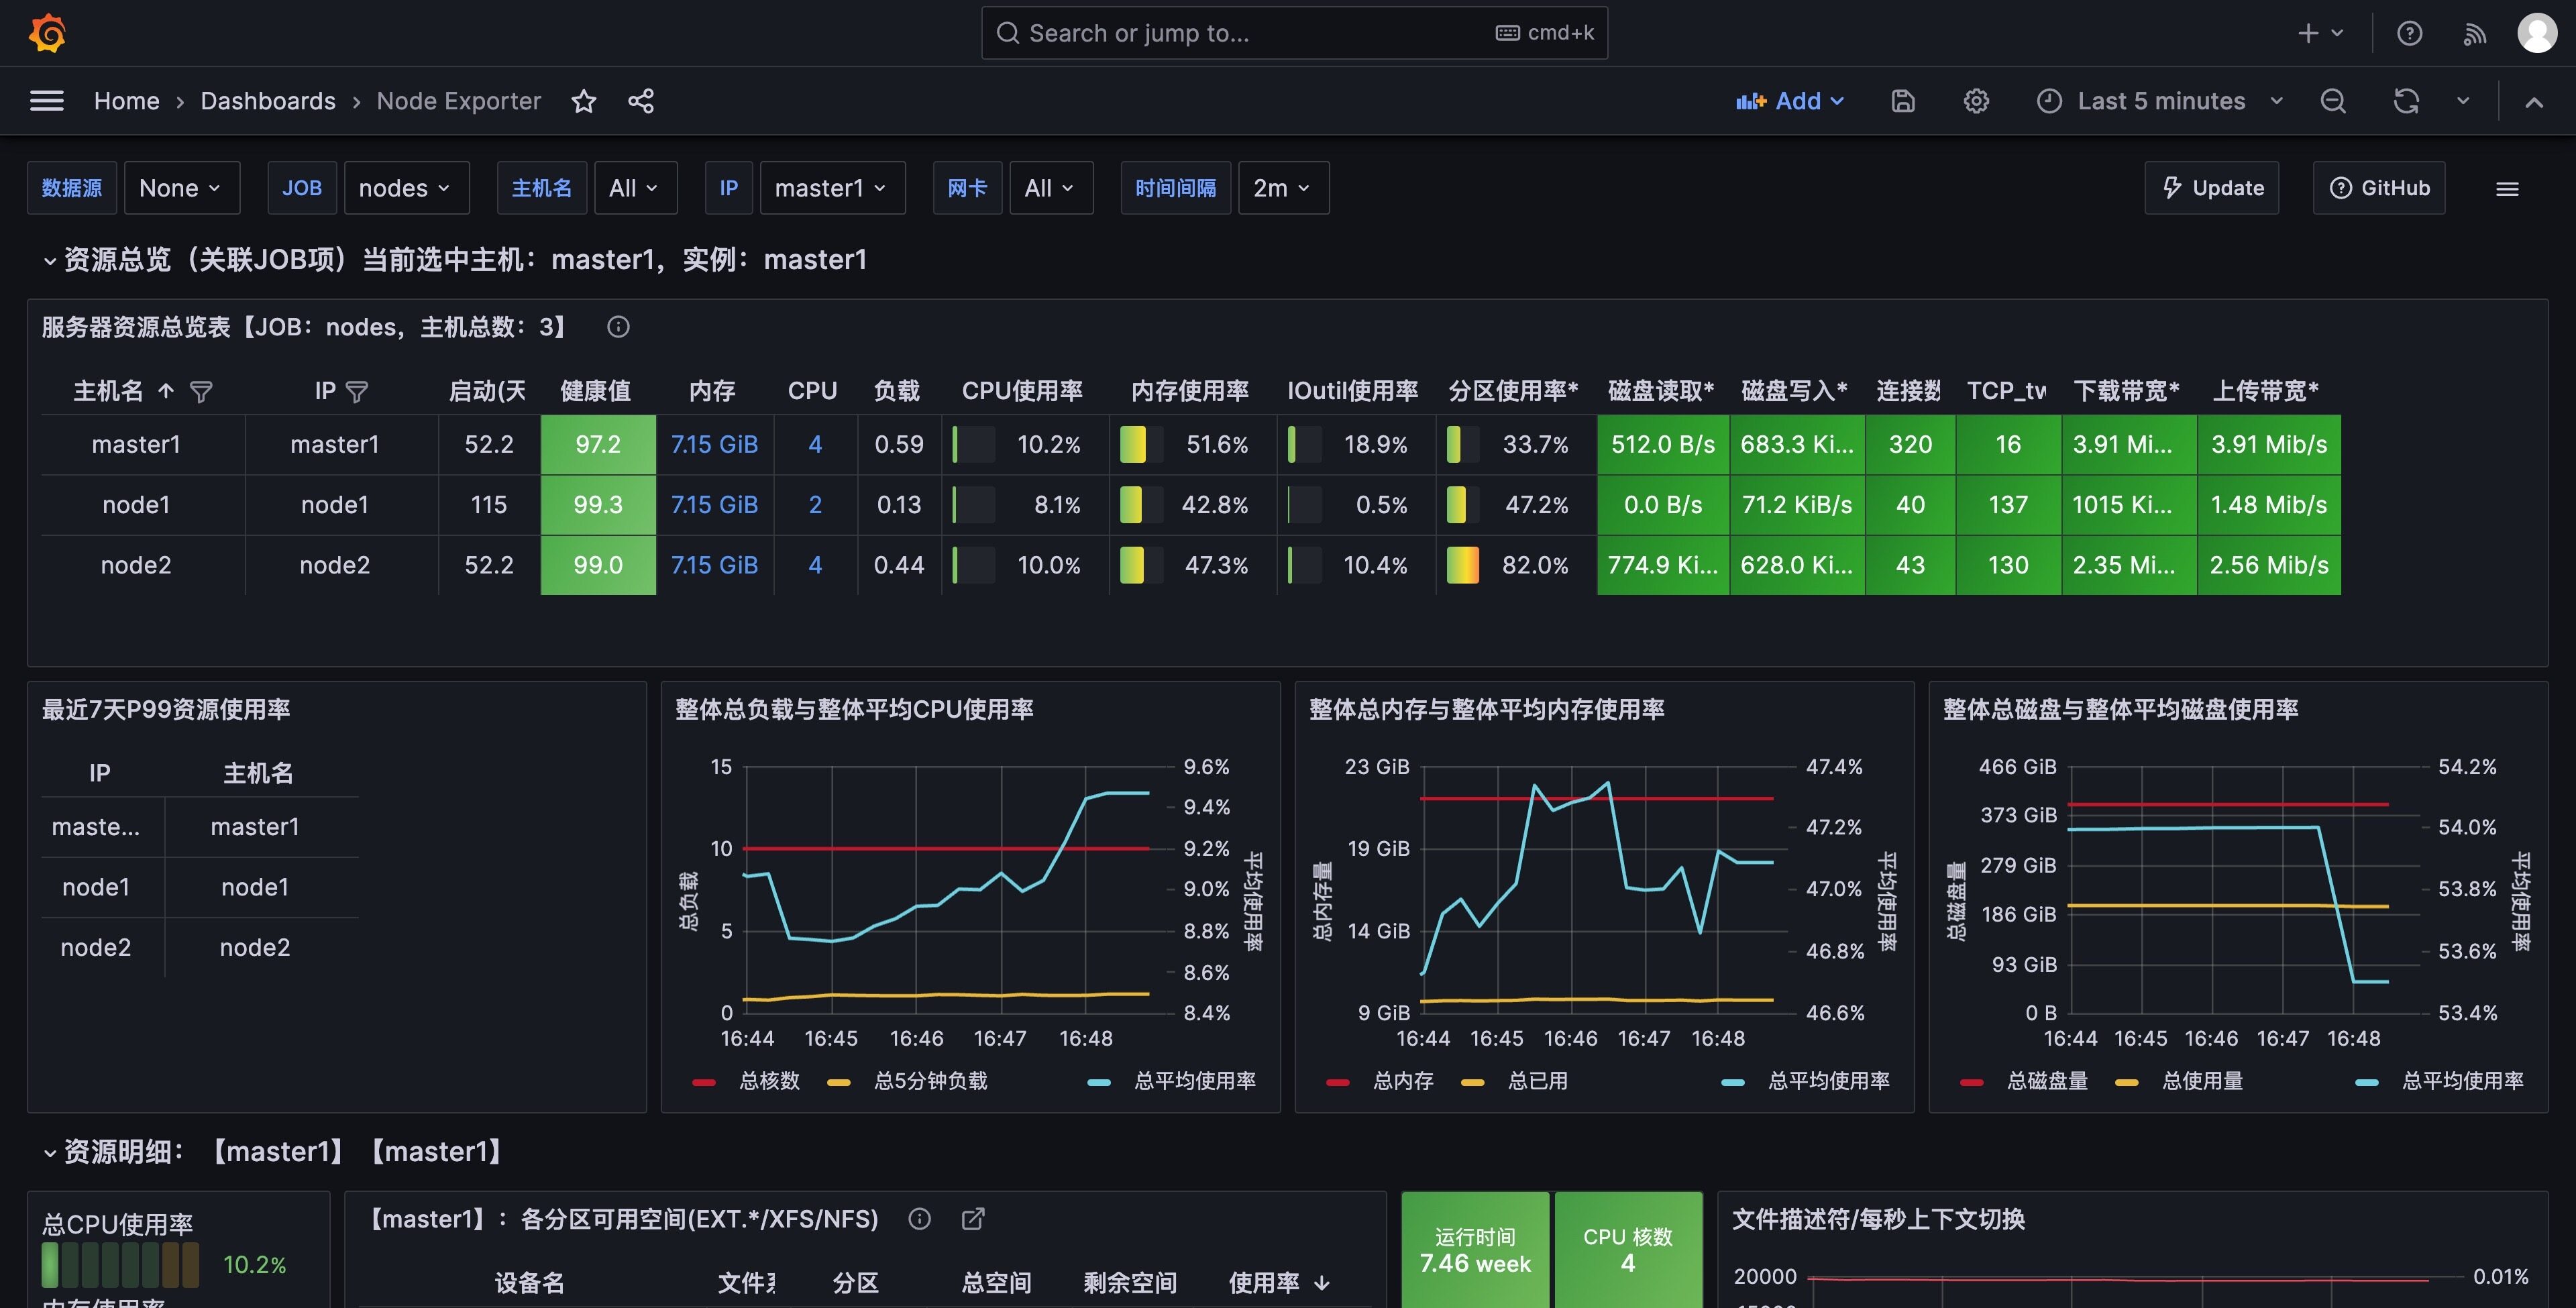 Search or jump to... cmd+k
Home › Dashboards › Node Exporter Add Last 5 minutes
数据源 None JOB nodes 主机名 All IP master1 网卡 All 时间间隔 2m Update GitHub
资源总览（关联JOB项）当前选中主机：master1，实例：master1
服务器资源总览表【JOB：nodes，主机总数：3】
主机名 IP 启动(天 健康值 内存 CPU 负载 CPU使用率 内存使用率 IOutil使用率 分区使用率* 磁盘读取* 磁盘写入* 连接数 TCP_tw 下载带宽* 上传带宽*
master1 master1 52.2 97.2 7.15 GiB 4 0.59 10.2% 51.6% 18.9% 33.7% 512.0 B/s 683.3 Ki... 320 16 3.91 Mi... 3.91 Mib/s
node1 node1 115 99.3 7.15 GiB 2 0.13 8.1% 42.8% 0.5% 47.2% 0.0 B/s 71.2 KiB/s 40 137 1015 Ki... 1.48 Mib/s
node2 node2 52.2 99.0 7.15 GiB 4 0.44 10.0% 47.3% 10.4% 82.0% 774.9 Ki... 628.0 Ki... 43 130 2.35 Mi... 2.56 Mib/s
最近7天P99资源使用率
IP 主机名
maste... master1
node1 node1
node2 node2
整体总负载与整体平均CPU使用率
15
10
5
0
总负载
9.6%
9.4%
9.2%
9.0%
8.8%
8.6%
8.4%
平均使用率
16:44 16:45 16:46 16:47 16:48
总核数 总5分钟负载 总平均使用率
整体总内存与整体平均内存使用率
23 GiB
19 GiB
14 GiB
9 GiB
总内存量
47.4%
47.2%
47.0%
46.8%
46.6%
平均使用率
16:44 16:45 16:46 16:47 16:48
总内存 总已用 总平均使用率
整体总磁盘与整体平均磁盘使用率
466 GiB
373 GiB
279 GiB
186 GiB
93 GiB
0 B
总磁盘量
54.2%
54.0%
53.8%
53.6%
53.4%
平均使用率
16:44 16:45 16:46 16:47 16:48
总磁盘量 总使用量 总平均使用率
资源明细：【master1】【master1】
总CPU使用率
10.2%
内存使用率
【master1】：各分区可用空间(EXT.*/XFS/NFS)
设备名 文件 分区 总空间 剩余空间 使用率
运行时间
7.46 week
CPU 核数
4
文件描述符/每秒上下文切换
20000 0.01%